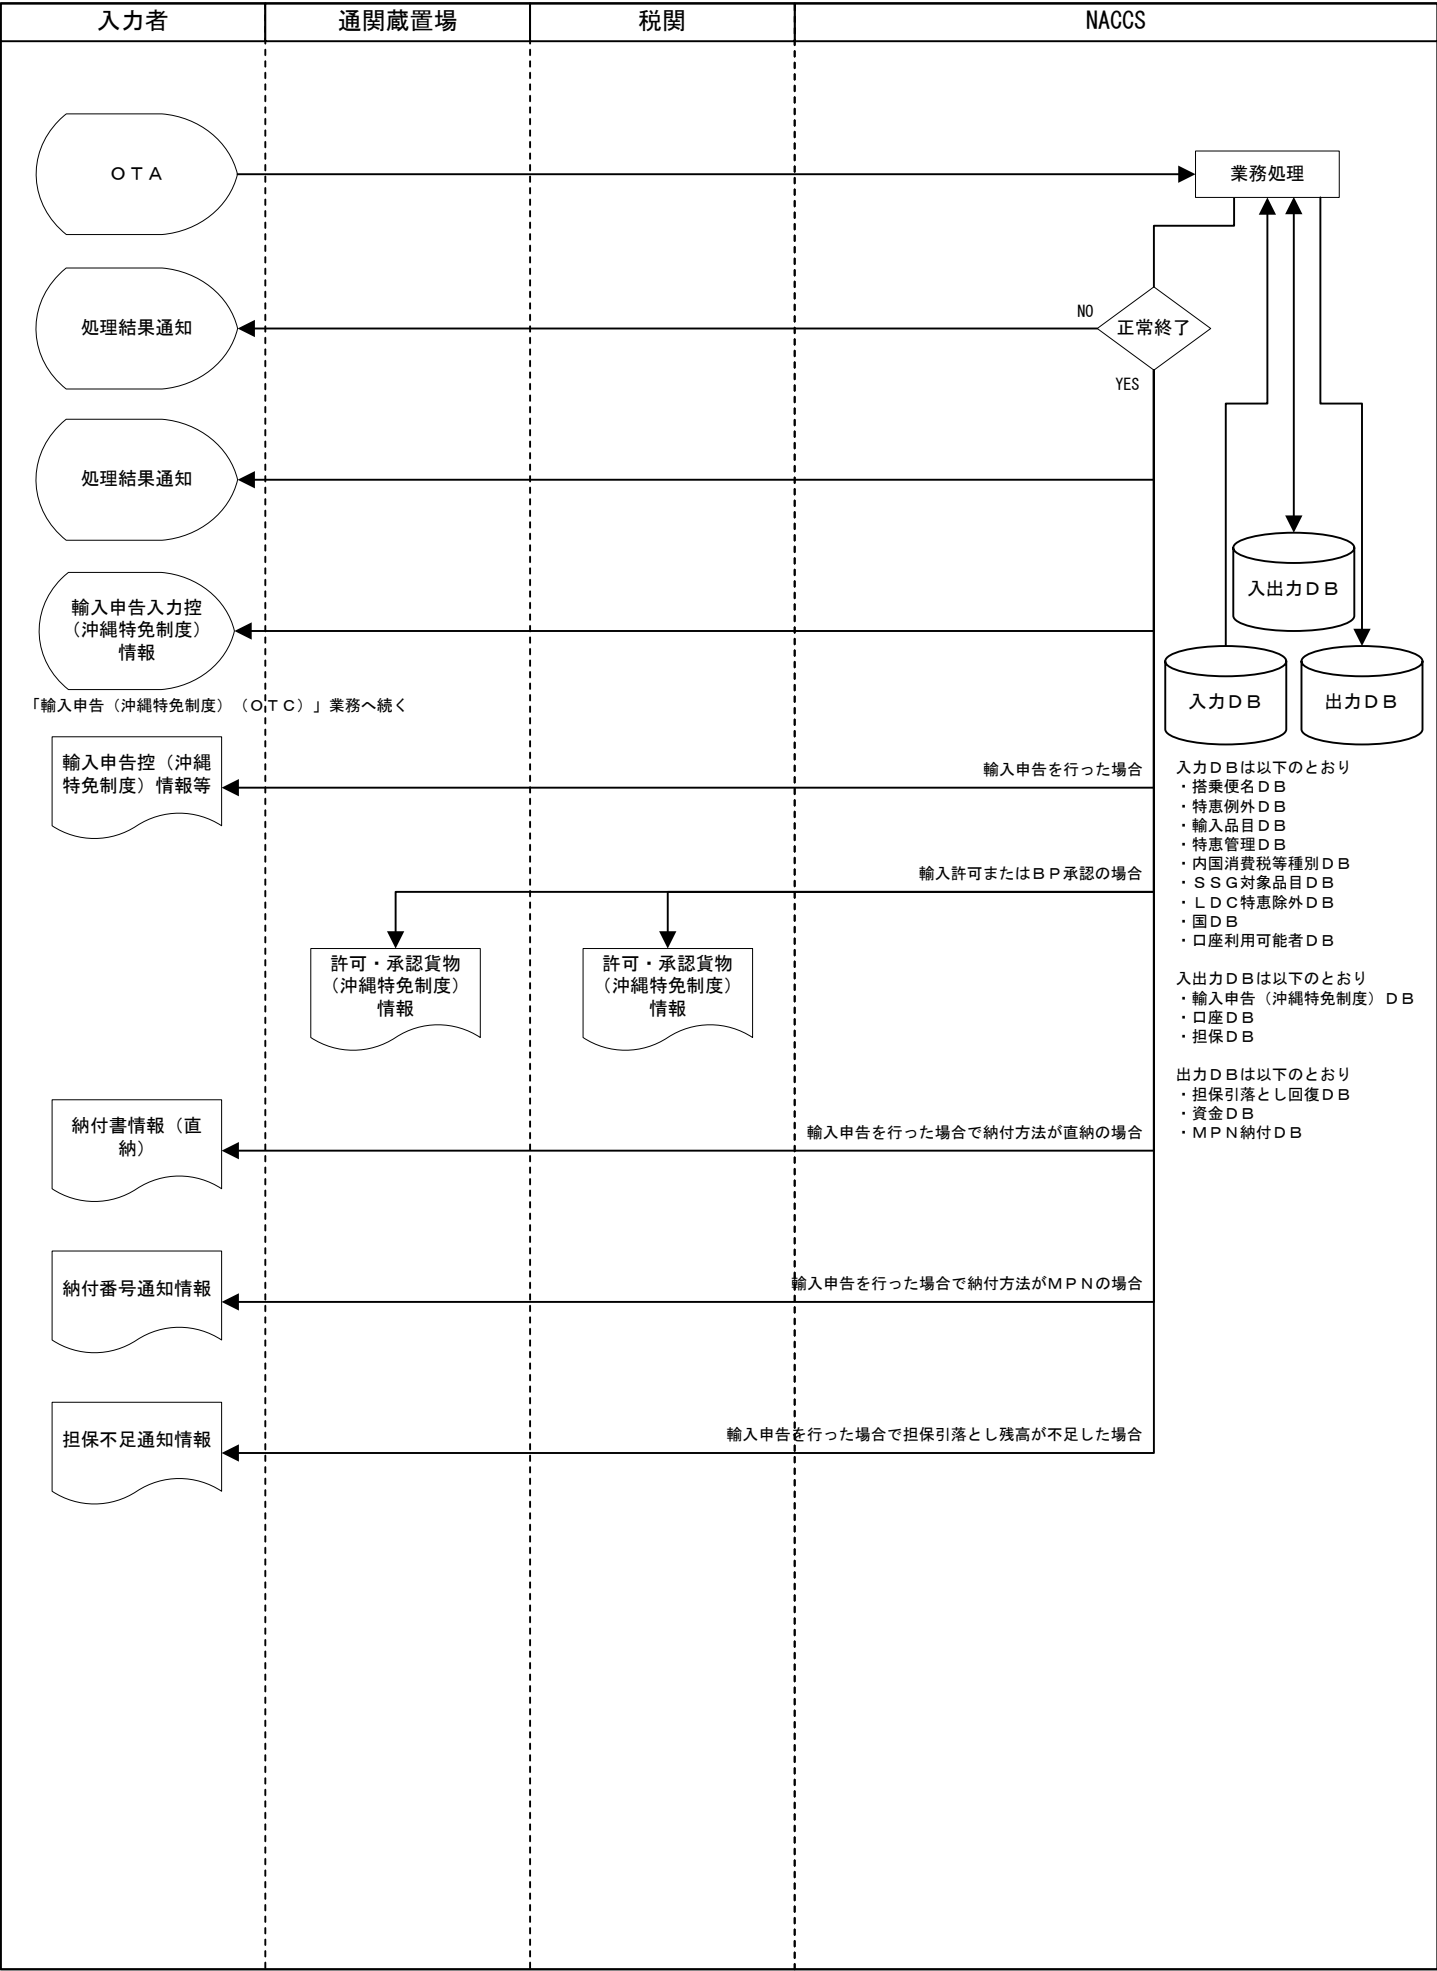 入力者
通関蔵置場
税関
NACCS
ＯＴＡ
業務処理
処理結果通知
NO
正常終了
YES
処理結果通知
輸入申告入力控
（沖縄特免制度）
情報
「輸入申告（沖縄特免制度）（ＯＴＣ）」業務へ続く
入出力ＤＢ
入力ＤＢ
出力ＤＢ
輸入申告控（沖縄
特免制度）情報等
輸入申告を行った場合
輸入許可またはＢＰ承認の場合
許可・承認貨物
（沖縄特免制度）
情報
許可・承認貨物
（沖縄特免制度）
情報
入力ＤＢは以下のとおり
・搭乗便名ＤＢ
・特恵例外ＤＢ
・輸入品目ＤＢ
・特恵管理ＤＢ
・内国消費税等種別ＤＢ
・ＳＳＧ対象品目ＤＢ
・ＬＤＣ特恵除外ＤＢ
・国ＤＢ
・口座利用可能者ＤＢ
入出力ＤＢは以下のとおり
・輸入申告（沖縄特免制度）ＤＢ
・口座ＤＢ
・担保ＤＢ
出力ＤＢは以下のとおり
・担保引落とし回復ＤＢ
・資金ＤＢ
・ＭＰＮ納付ＤＢ
納付書情報（直
納）
輸入申告を行った場合で納付方法が直納の場合
納付番号通知情報
輸入申告を行った場合で納付方法がＭＰＮの場合
担保不足通知情報
輸入申告を行った場合で担保引落とし残高が不足した場合